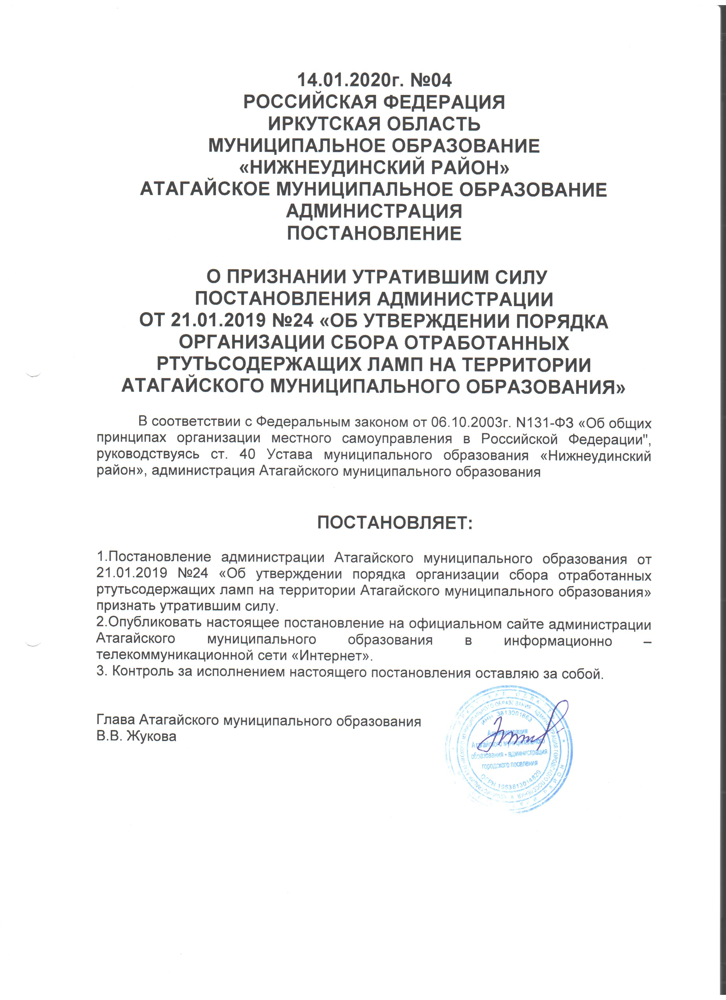 14.01.2020г. №04
РОССИЙСКАЯ ФЕДЕРАЦИЯ
ИРКУТСКАЯ ОБЛАСТЬ
МУНИЦИПАЛЬНОЕ ОБРАЗОВАНИЕ
«НИЖНЕУДИНСКИЙ РАЙОН»
АТАГАЙСКОЕ МУНИЦИПАЛЬНОЕ ОБРАЗОВАНИЕ
АДМИНИСТРАЦИЯ
ПОСТАНОВЛЕНИЕ
О ПРИЗНАНИИ УТРАТИВШИМ СИЛУ
ПОСТАНОВЛЕНИЯ АДМИНИСТРАЦИИ
ОТ 21.01.2019 №24 «ОБ УТВЕРЖДЕНИИ ПОРЯДКА
ОРГАНИЗАЦИИ СБОРА ОТРАБОТАННЫХ
РТУТЬСОДЕРЖАЩИХ ЛАМП НА ТЕРРИТОРИИ
АТАГАЙСКОГО МУНИЦИПАЛЬНОГО ОБРАЗОВАНИЯ»
В соответствии с Федеральным законом от 06.10.2003г. N131-ФЗ «Об общих
принципах организации местного самоуправления в Российской Федерации",
руководствуясь ст. 40 Устава муниципального образования «Нижнеудинский
район», администрация Атагайского муниципального образования
ПОСТАНОВЛЯЕТ:
1.Постановление администрации Атагайского муниципального образования от
21.01.2019 №24 «Об утверждении порядка организации сбора отработанных
ртутьсодержащих ламп на территории Атагайского муниципального образования»
признать утратившим силу.
2.Опубликовать настоящее постановление на официальном сайте администрации
Атагайского муниципального образования в информационно –
телекоммуникационной сети «Интернет».
3. Контроль за исполнением настоящего постановления оставляю за собой.
Глава Атагайского муниципального образования
В.В. Жукова
ИНН 3813001663
Администрация
Атагайского муниципального
образования - администрация
городского поселения
ОГРН 1053813014820